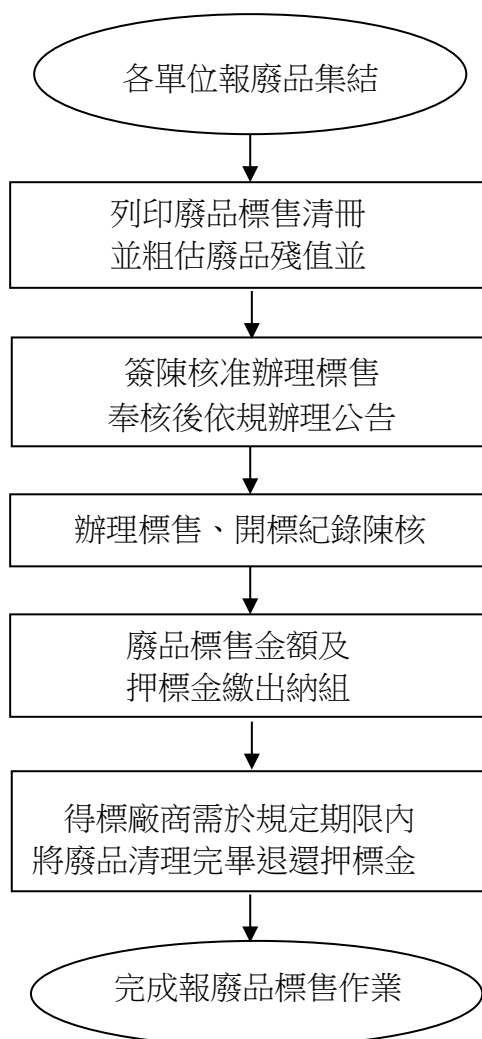 各單位報廢品集結
列印廢品標售清冊
並粗估廢品殘值並
簽陳核准辦理標售
奉核後依規辦理公告
辦理標售、開標紀錄陳核
廢品標售金額及
押標金繳出納組
得標廠商需於規定期限內
將廢品清理完畢退還押標金
完成報廢品標售作業